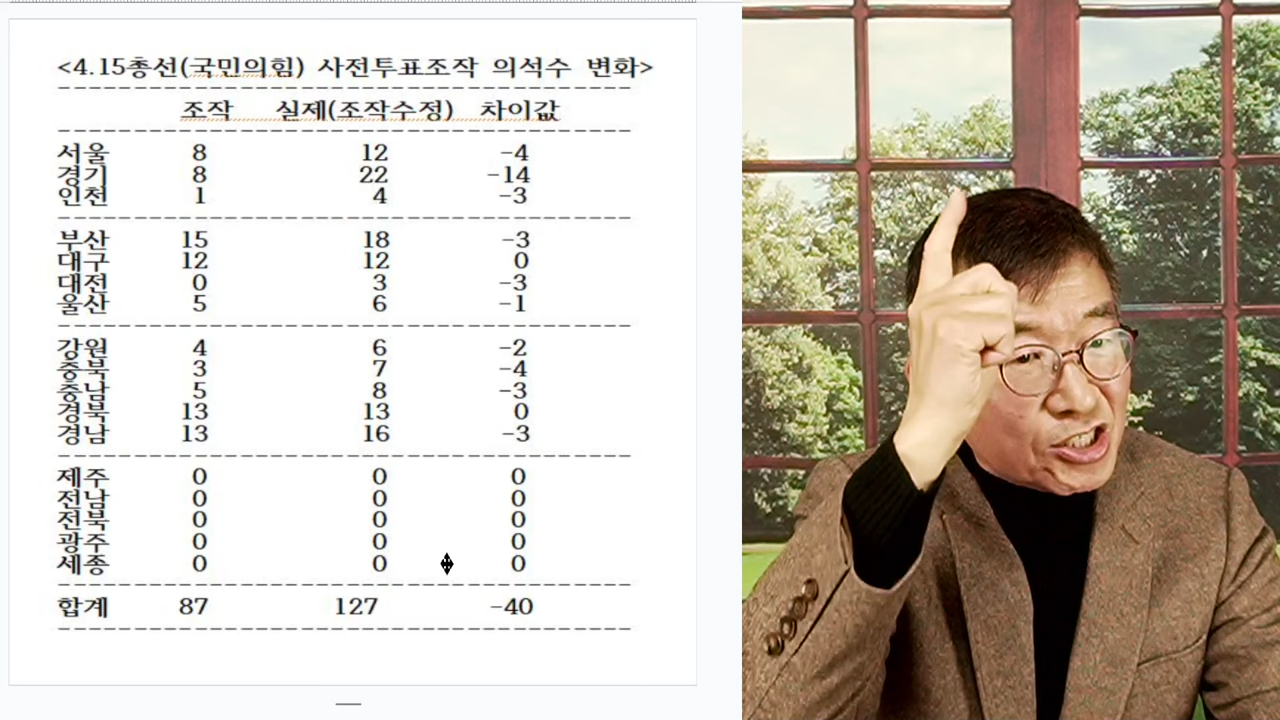 <4.15총선(국민의힘) 사전투표조작 의석수 변화>
조작 실제(조작수정) 차이값
서울 8 12 -4
경기 8 22 -14
인천 1 4 -3
부산 15 18 -3
대구 12 12 0
대전 0 3 -3
울산 5 6 -1
강원 4 6 -2
충북 3 7 -4
충남 5 8 -3
경북 13 13 0
경남 13 16 -3
제주 0 0 0
전남 0 0 0
전북 0 0 0
광주 0 0 0
세종 0 0 0
합계 87 127 -40